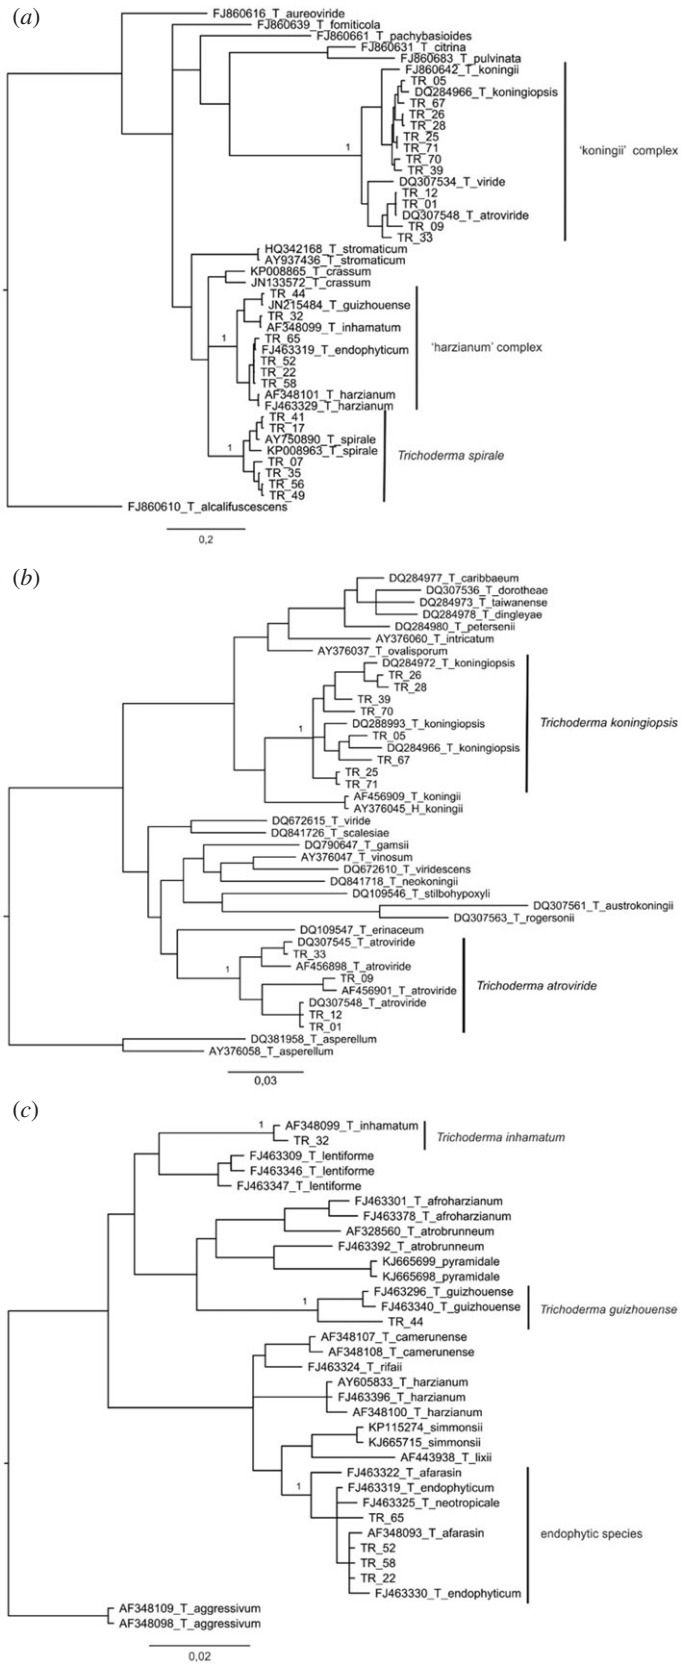 (a)
FJ860616_T_aureoviride
FJ860639_T_fomiticola
FJ860661_T_pachybasioides
FJ860631_T_citrina
FJ860683_T_pulvinata
FJ860642_T_koningii
TR_05
DQ284966_T_koningiopsis
TR_67
TR_26
TR_28
TR_25
1
TR_71
'koningii' complex
TR_70
TR_39
DQ307534_T_viride
TR_12
TR_01
DQ307548_T_atroviride
TR_09
TR_33
HQ342168_T_stromaticum
AY937436_T_stromaticum
KP008865_T_crassum
JN133572_T_crassum
TR_44
JN215484_T_guizhouense
TR_32
AF348099_T_inhamatum
1
TR_65
'harzianum' complex
FJ463319_T_endophyticum
TR_52
TR_22
TR_58
AF348101_T_harzianum
FJ463329_T_harzianum
TR_41
TR_17
AY750890_T_spirale
1
KP008963_T_spirale
Trichoderma spirale
TR_07
TR_35
TR_56
TR_49
FJ860610_T_alcalifuscescens
0,2
(b)
DQ284977_T_caribbaeum
DQ307536_T_dorotheae
DQ284973_T_taiwanense
DQ284978_T_dingleyae
DQ284980_T_petersenii
AY376060_T_intricatum
AY376037_T_ovalisporum
DQ284972_T_koningiopsis
TR_26
TR_28
TR_39
TR_70
DQ288993_T_koningiopsis
Trichoderma koningiopsis
1
TR_05
DQ284966_T_koningiopsis
TR_67
TR_25
TR_71
AF456909_T_koningii
AY376045_H_koningii
DQ672615_T_viride
DQ841726_T_scalesiae
DQ790647_T_gamsii
AY376047_T_vinosum
DQ672610_T_viridescens
DQ841718_T_neokoningii
DQ109546_T_stilbohypoxyli
DQ307561_T_austrokoningii
DQ307563_T_rogersonii
DQ109547_T_erinaceum
DQ307545_T_atroviride
TR_33
1
AF456898_T_atroviride
TR_09
Trichoderma atroviride
AF456901_T_atroviride
DQ307548_T_atroviride
TR_12
TR_01
DQ381958_T_asperellum
AY376058_T_asperellum
0,03
(c)
1
AF348099_T_inhamatum
TR_32
Trichoderma inhamatum
FJ463309_T_lentiforme
FJ463346_T_lentiforme
FJ463347_T_lentiforme
FJ463301_T_afroharzianum
FJ463378_T_afroharzianum
AF328560_T_atrobrunneum
FJ463392_T_atrobrunneum
KJ665699_pyramidale
KJ665698_pyramidale
FJ463296_T_guizhouense
1
FJ463340_T_guizhouense
Trichoderma guizhouense
TR_44
AF348107_T_camerunense
AF348108_T_camerunense
FJ463324_T_rifaii
AY605833_T_harzianum
FJ463396_T_harzianum
AF348100_T_harzianum
KP115274_simmonsii
KJ665715_simmonsii
AF443938_T_lixii
FJ463322_T_afarasin
1
FJ463319_T_endophyticum
FJ463325_T_neotropicale
TR_65
AF348093_T_afarasin
endophytic species
TR_52
TR_58
TR_22
FJ463330_T_endophyticum
AF348109_T_aggressivum
AF348098_T_aggressivum
0,02